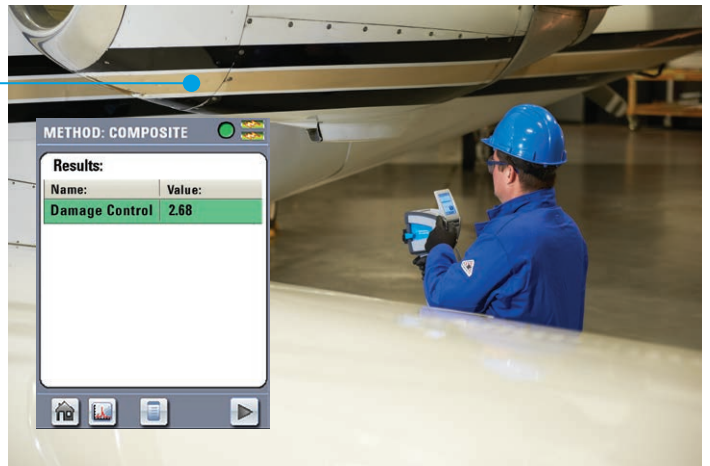 METHOD: COMPOSITE
Results:
Name: Value:
Damage Control 2.68